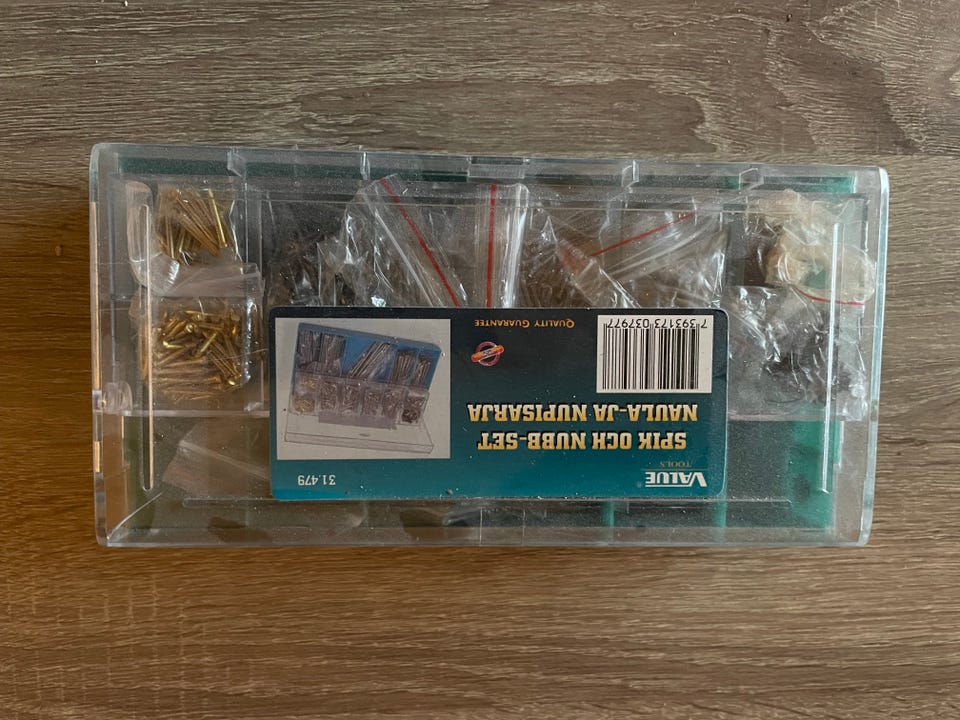 VALUE
TOOLS
SPIK OCH NUBB-SET
NAULA-JA NUPISARJA
7 393173 037977
QUALITY GUARANTEE
31.479